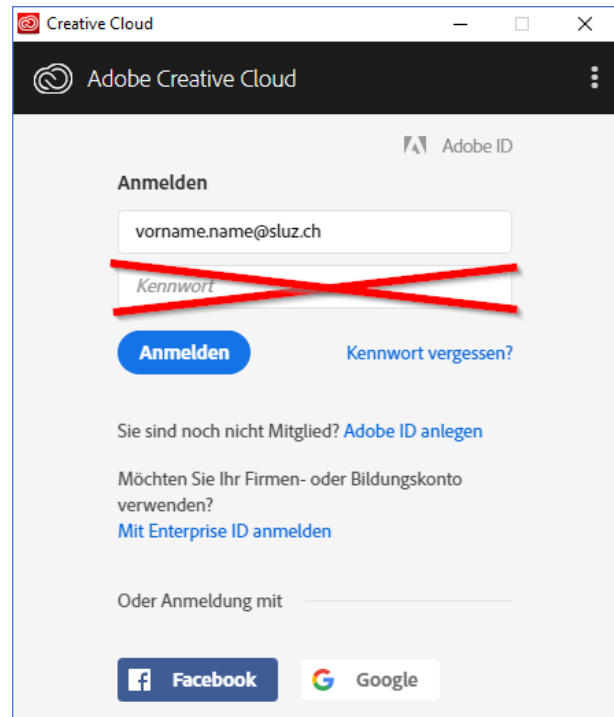 Creative Cloud
Adobe Creative Cloud
Adobe ID
Anmelden
vorname.name@sluz.ch
Kennwort
Anmelden
Kennwort vergessen?
Sie sind noch nicht Mitglied? Adobe ID anlegen
Möchten Sie Ihr Firmen- oder Bildungskonto
verwenden?
Mit Enterprise ID anmelden
Oder Anmeldung mit
Facebook
Google